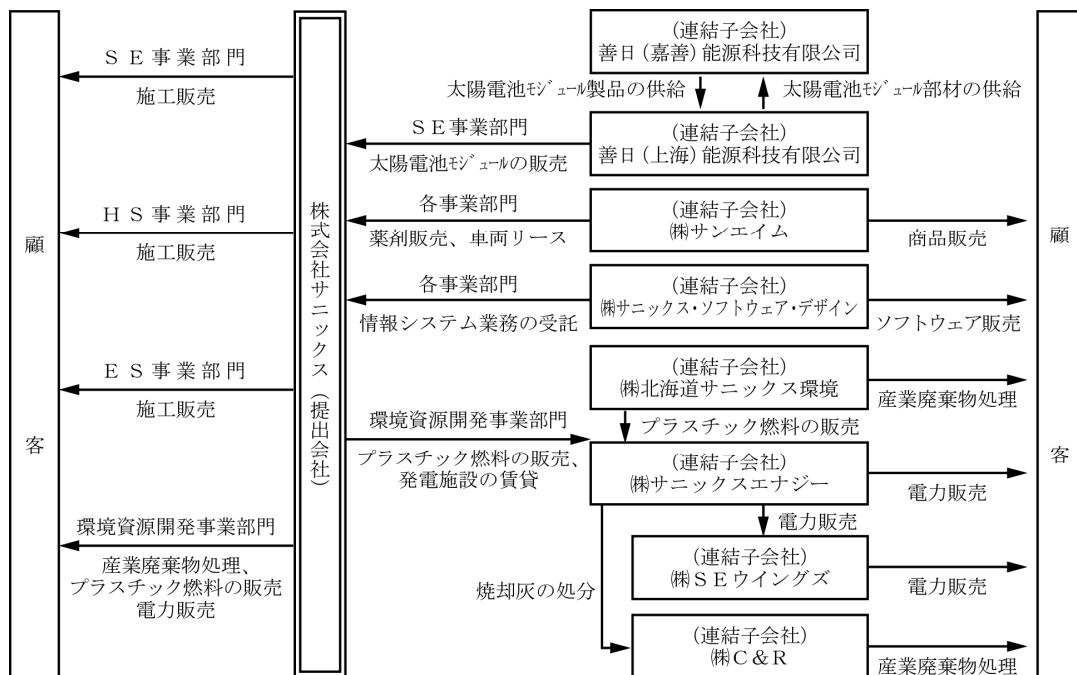 顧客
ＳＥ事業部門
施工販売
ＨＳ事業部門
施工販売
ＥＳ事業部門
施工販売
環境資源開発事業部門
産業廃棄物処理、
プラスチック燃料の販売
電力販売
株式会社サニックス（提出会社）
(連結子会社)
善日(嘉善)能源科技有限公司
太陽電池ﾓｼﾞｭｰﾙ製品の供給
太陽電池ﾓｼﾞｭｰﾙ部材の供給
ＳＥ事業部門
太陽電池ﾓｼﾞｭｰﾙの販売
(連結子会社)
善日(上海)能源科技有限公司
各事業部門
薬剤販売、車両リース
(連結子会社)
㈱サンエイム
商品販売
各事業部門
情報システム業務の受託
(連結子会社)
㈱サニックス・ソフトウェア・デザイン
ソフトウェア販売
(連結子会社)
㈱北海道サニックス環境
産業廃棄物処理
環境資源開発事業部門
プラスチック燃料の販売、
発電施設の賃貸
プラスチック燃料の販売
(連結子会社)
㈱サニックスエナジー
電力販売
電力販売
(連結子会社)
㈱ＳＥウイングズ
電力販売
焼却灰の処分
(連結子会社)
㈱Ｃ＆Ｒ
産業廃棄物処理
顧客